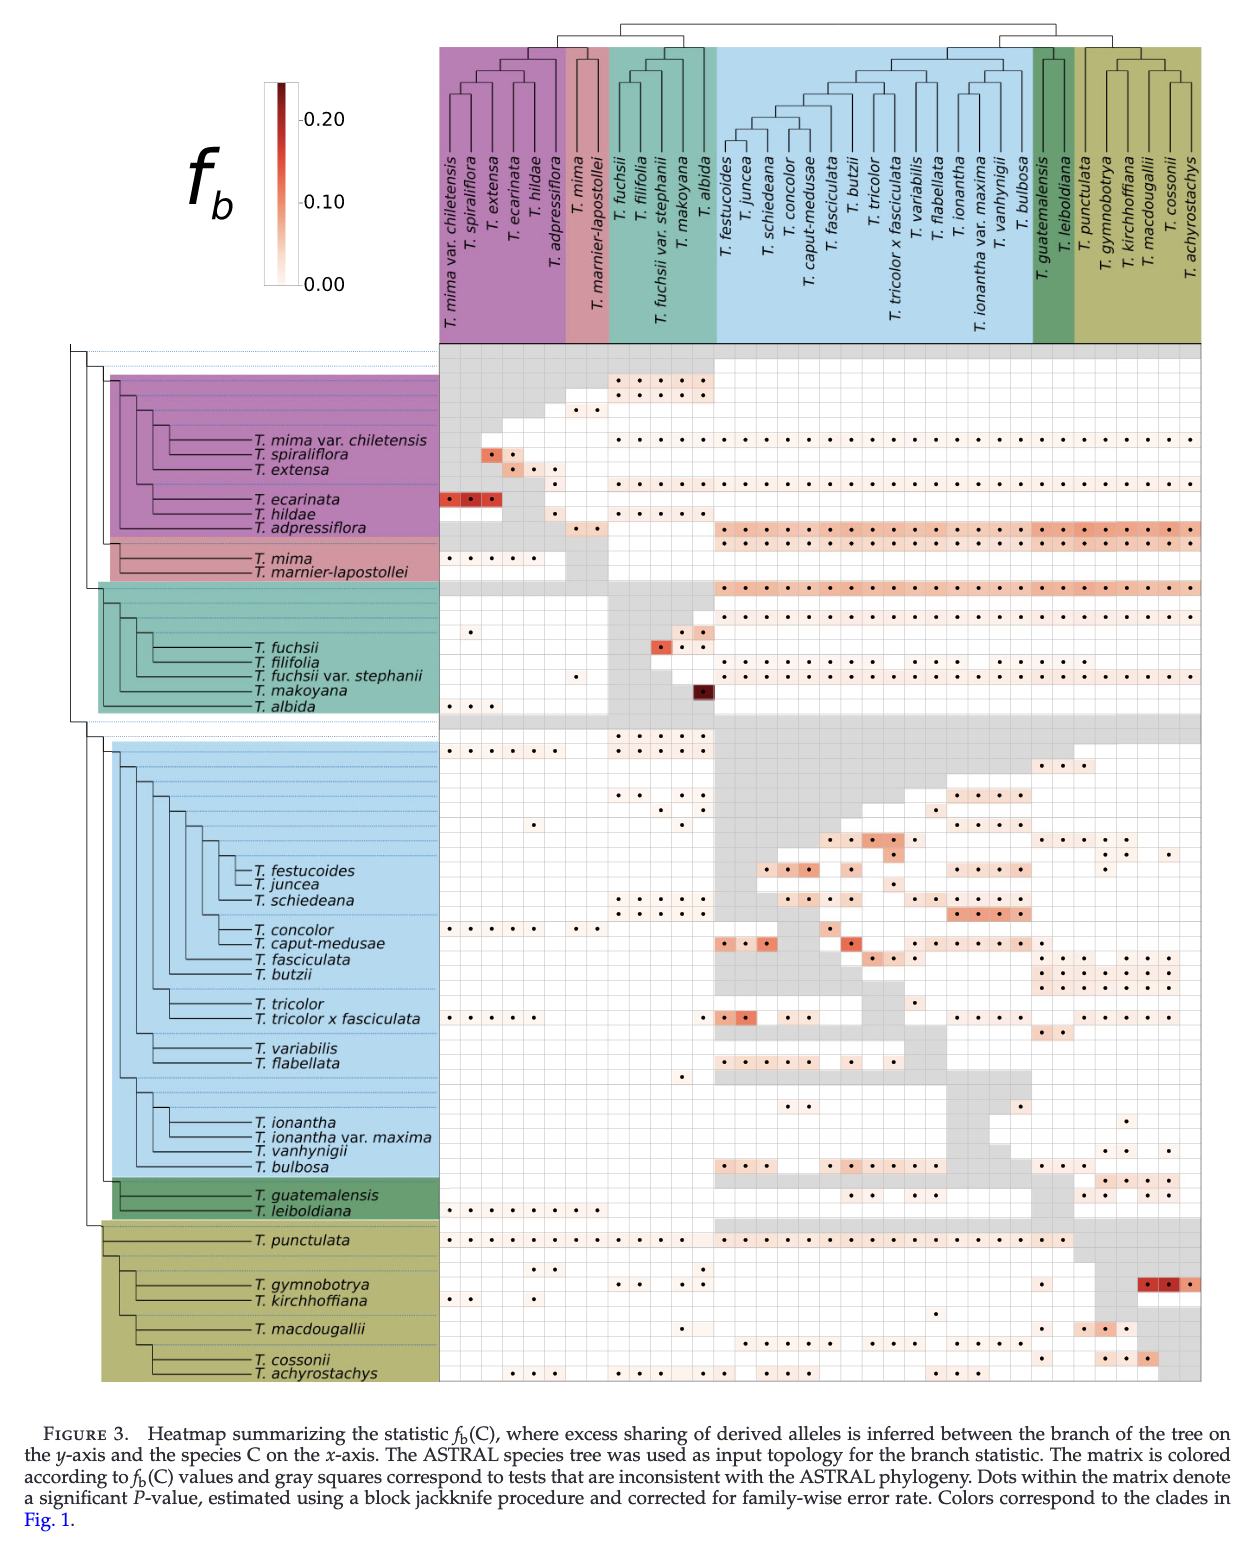 fb
0.20
0.10
0.00
T. mima var. chiletensis
T. spiraliflora
T. extensa
T. ecarinata
T. hildae
T. adpressiflora
T. mima
T. marnier-lapostollei
T. fuchsii
T. filifolia
T. fuchsii var. stephanii
T. makoyana
T. albida
T. festucoides
T. juncea
T. schiedeana
T. concolor
T. caput-medusae
T. fasciculata
T. butzii
T. tricolor
T. tricolor x fasciculata
T. variabilis
T. flabellata
T. ionantha
T. ionantha var. maxima
T. vanhynigii
T. bulbosa
T. guatemalensis
T. leiboldiana
T. punctulata
T. gymnobotrya
T. kirchhoffiana
T. macdougallii
T. cossonii
T. achyrostachys
T. mima var. chiletensis
T. spiraliflora
T. extensa
T. ecarinata
T. hildae
T. adpressiflora
T. mima
T. marnier-lapostollei
T. fuchsii
T. filifolia
T. fuchsii var. stephanii
T. makoyana
T. albida
T. festucoides
T. juncea
T. schiedeana
T. concolor
T. caput-medusae
T. fasciculata
T. butzii
T. tricolor
T. tricolor x fasciculata
T. variabilis
T. flabellata
T. ionantha
T. ionantha var. maxima
T. vanhynigii
T. bulbosa
T. guatemalensis
T. leiboldiana
T. punctulata
T. gymnobotrya
T. kirchhoffiana
T. macdougallii
T. cossonii
T. achyrostachys
FIGURE 3. Heatmap summarizing the statistic fb(C), where excess sharing of derived alleles is inferred between the branch of the tree on
the y-axis and the species C on the x-axis. The ASTRAL species tree was used as input topology for the branch statistic. The matrix is colored
according to fb(C) values and gray squares correspond to tests that are inconsistent with the ASTRAL phylogeny. Dots within the matrix denote
a significant P-value, estimated using a block jackknife procedure and corrected for family-wise error rate. Colors correspond to the clades in
Fig. 1.